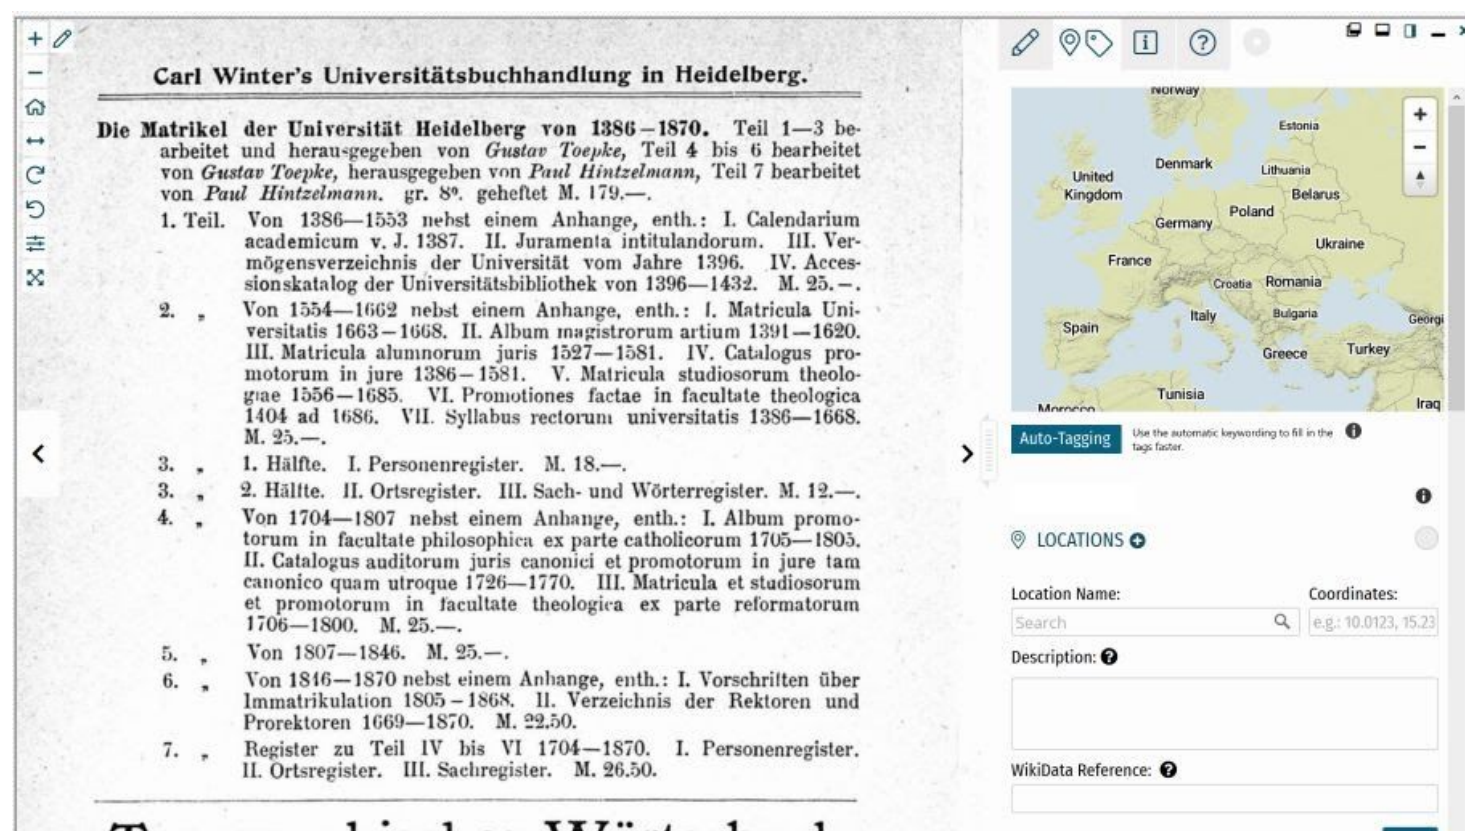 Carl Winter's Universitätsbuchhandlung in Heidelberg.
Die Matrikel der Universität Heidelberg von 1386–1870. Teil 1—3 be-
arbeitet und herausgegeben von Gustav Toepke, Teil 4 bis 6 bearbeitet
von Gustav Toepke, herausgegeben von Paul Hintzelmann, Teil 7 bearbeitet
von Paul Hintzelmann. gr. 8⁰. geheftet M. 179.—.
1. Teil. Von 1386—1553 nebst einem Anhange, enth.: I. Calendarium
academicum v. J. 1387. II. Juramenta intitulandorum. III. Ver-
mögensverzeichnis der Universität vom Jahre 1396. IV. Acces-
sionskatalog der Universitätsbibliothek von 1396—1432. M. 25.—.
2. „ Von 1554—1662 nebst einem Anhange, enth.: I. Matricula Uni-
versitatis 1663–1668. II. Album magistrorum artium 1391—1620.
III. Matricula alumnorum juris 1527—1581. IV. Catalogus pro-
motorum in jure 1386–1581. V. Matricula studiosorum theolo-
giae 1556—1685. VI. Promotiones factae in facultate theologica
1404 ad 1686. VII. Syllabus rectorum universitatis 1386—1668.
M. 25.—.
3. „ 1. Hälfte. I. Personenregister. M. 18.—.
3. „ 2. Hälfte. II. Ortsregister. III. Sach- und Wörterregister. M. 12.—.
4. „ Von 1704—1807 nebst einem Anhange, enth.: I. Album promo-
torum in facultate philosophica ex parte catholicorum 1705—1805.
II. Catalogus auditorum juris canonici et promotorum in jure tam
canonico quam utroque 1726—1770. III. Matricula et studiosorum
et promotorum in facultate theologica ex parte reformatorum
1706—1800. M. 25.—.
5. „ Von 1807—1846. M. 25.—.
6. „ Von 1846—1870 nebst einem Anhange, enth.: I. Vorschriften über
Immatrikulation 1805–1868. II. Verzeichnis der Rektoren und
Prorektoren 1669—1870. M. 22.50.
7. „ Register zu Teil IV bis VI 1704—1870. I. Personenregister.
II. Ortsregister. III. Sachregister. M. 26.50.
Norway
Estonia
Denmark
Lithuania
United
Kingdom
Belarus
Poland
Germany
Ukraine
France
Croatia
Romania
Italy
Bulgaria
Spain
Georgi
Greece
Turkey
Tunisia
Morocco
Iraq
Auto-Tagging
Use the automatic keywording to fill in the
tags faster.
LOCATIONS
Location Name:
Coordinates:
Search
e.g.: 10.0123, 15.23
Description:
WikiData Reference: